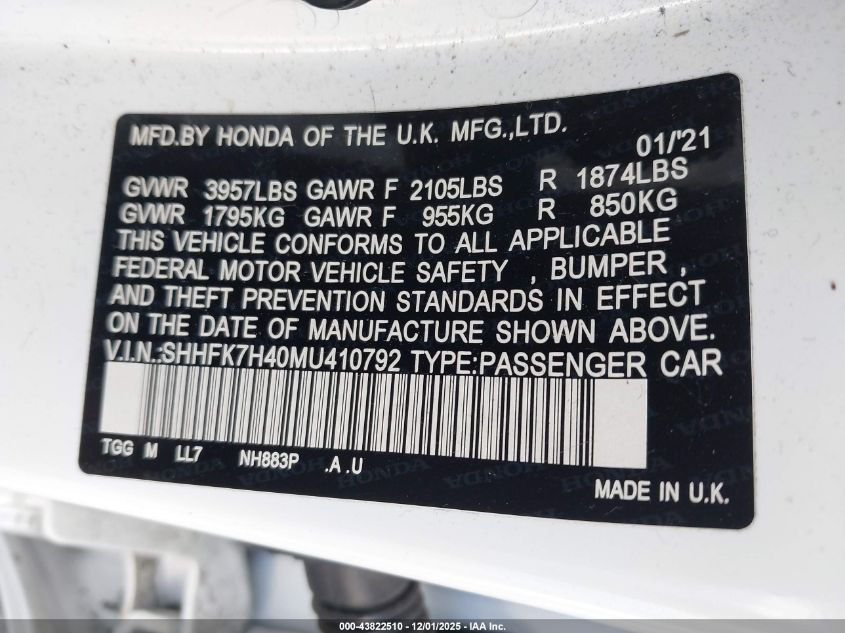 MFD.BY HONDA OF THE U.K. MFG.,LTD.
01/'21
GVWR 3957LBS GAWR F 2105LBS R 1874LBS
GVWR 1795KG GAWR F 955KG R 850KG
THIS VEHICLE CONFORMS TO ALL APPLICABLE
FEDERAL MOTOR VEHICLE SAFETY , BUMPER ,
AND THEFT PREVENTION STANDARDS IN EFFECT
ON THE DATE OF MANUFACTURE SHOWN ABOVE.
V.I.N.:SHHFK7H40MU410792 TYPE:PASSENGER CAR
TGG M LL7 NH883P .A .U
MADE IN U.K.
000-43822510 - 12/01/2025 - IAA Inc.